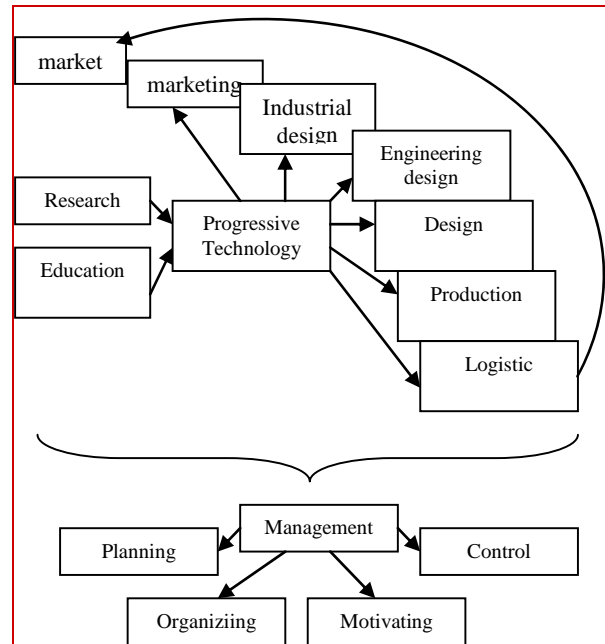 market
marketing
Industrial
design
Engineering
design
Research
Progressive
Technology
Design
Education
Production
Logistic
Management
Planning
Control
Organiziing
Motivating